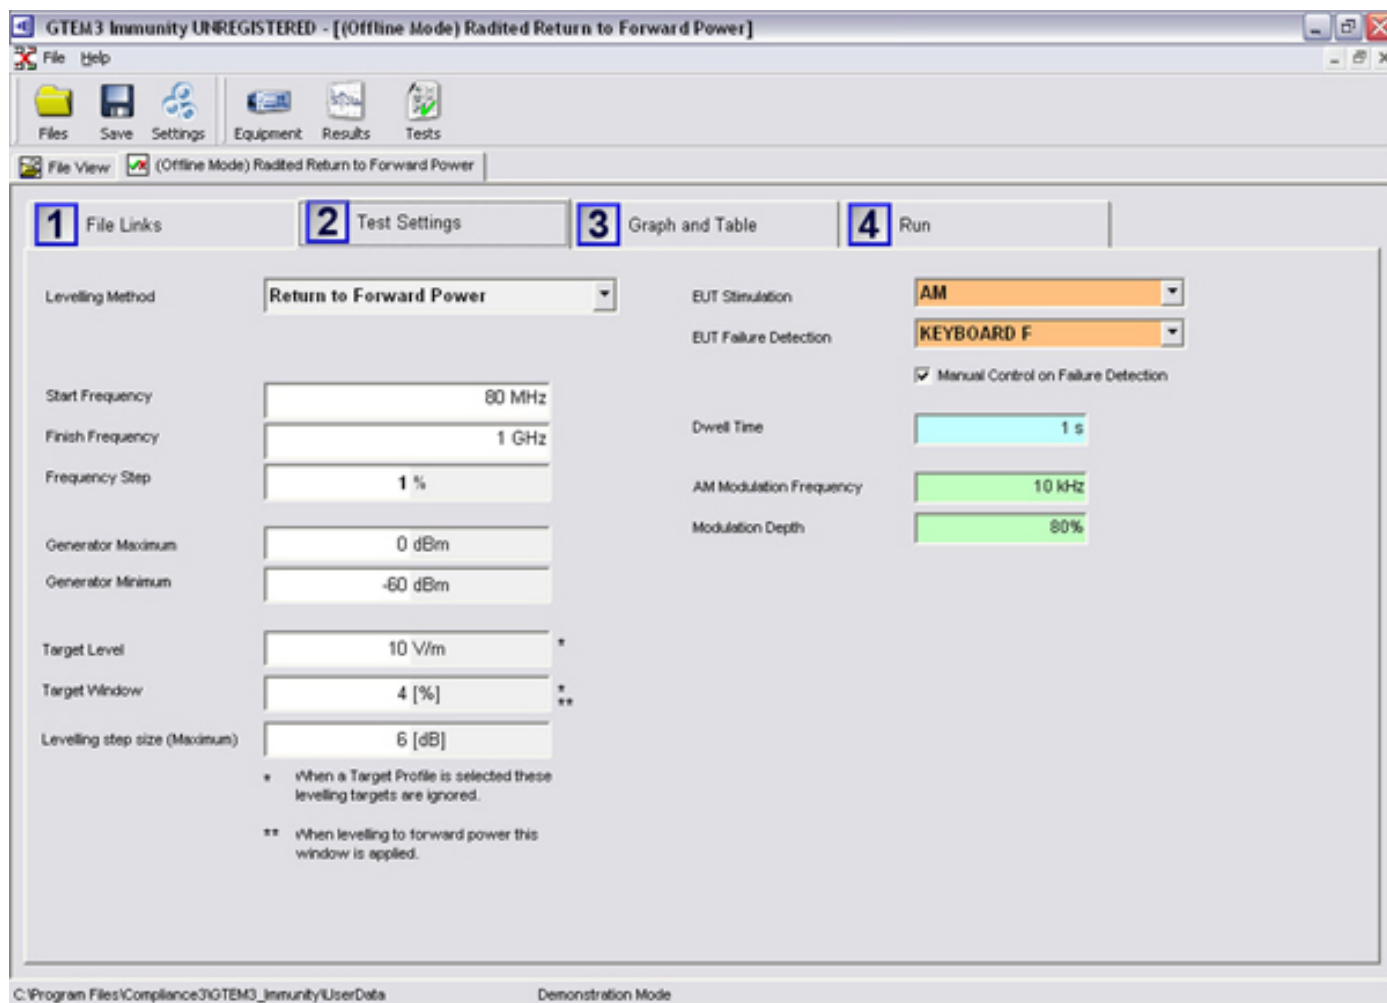 GTEM3 Immunity UNREGISTERED - [(Offline Mode) Radited Return to Forward Power]
File Help
Files Save Settings Equipment Results Tests
File View (Offline Mode) Radited Return to Forward Power
1 File Links 2 Test Settings 3 Graph and Table 4 Run
Levelling Method Return to Forward Power
EUT Stimulation AM
EUT Failure Detection KEYBOARD F
Manual Control on Failure Detection
Start Frequency 80 MHz
Finish Frequency 1 GHz
Frequency Step 1 %
Dwell Time 1 s
AM Modulation Frequency 10 kHz
Modulation Depth 80%
Generator Maximum 0 dBm
Generator Minimum -60 dBm
Target Level 10 V/m *
Target Window 4 [%] * **
Levelling step size (Maximum) 6 [dB]
* When a Target Profile is selected these
levelling targets are ignored.
** When levelling to forward power this
window is applied.
C:\Program Files\Compliance3\GTEM3_Immunity\UserData Demonstration Mode